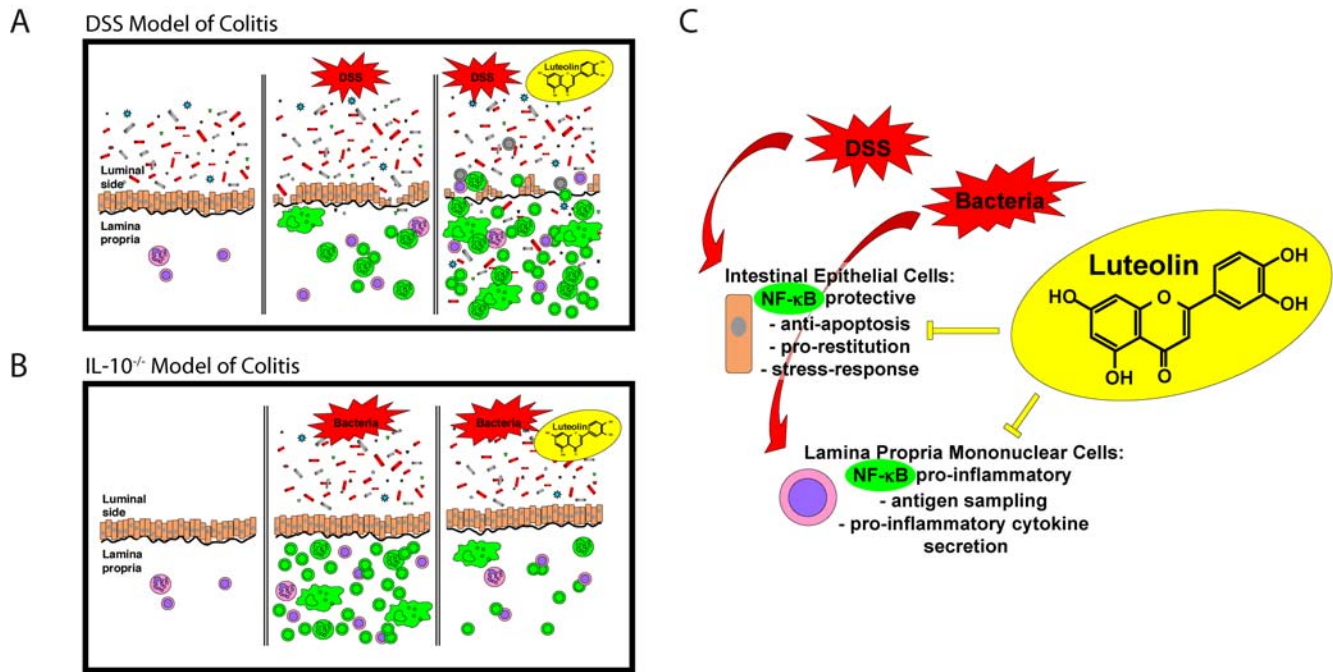 A
DSS Model of Colitis
DSS
DSS
Luteolin
Luminal
side
Lamina
propria
B
IL-10-/- Model of Colitis
Bacteria
Bacteria
Luteolin
Luminal
side
Lamina
propria
C
DSS
Bacteria
Luteolin
OH
OH
HO
O
OH
O
Intestinal Epithelial Cells:
NF-κB protective
- anti-apoptosis
- pro-restitution
- stress-response
Lamina Propria Mononuclear Cells:
NF-κB pro-inflammatory
- antigen sampling
- pro-inflammatory cytokine
secretion